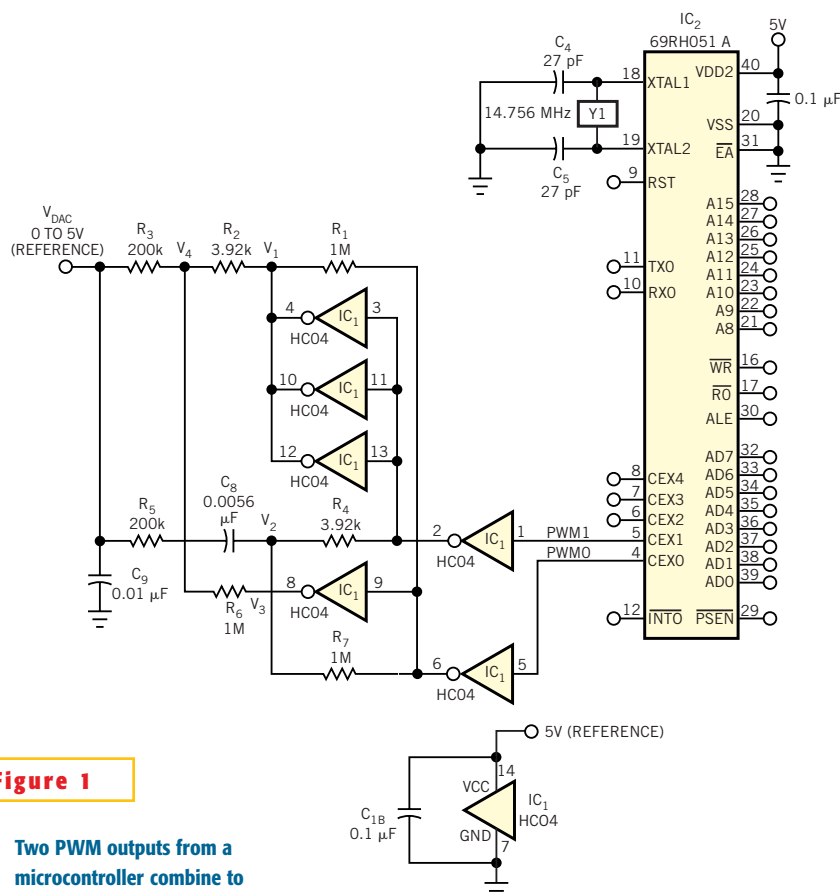 IC2
69RH051 A
5V
C4
27 pF
18
XTAL1
VDD2
40
0.1 µF
14.756 MHz
Y1
VSS
20
19
XTAL2
EA
31
C5
27 pF
9
RST
A15
28
A14
27
A13
26
A12
25
A11
24
A10
23
A9
22
A8
21
11
TX0
10
RX0
WR
16
RO
17
ALE
30
AD7
32
AD6
33
AD5
34
AD4
35
AD3
36
AD2
37
AD1
38
AD0
39
8
CEX4
7
CEX3
6
CEX2
5
CEX1
4
CEX0
12
INTO
PSEN
29
VDAC
0 TO 5V
(REFERENCE)
R3
200k
V4
R2
3.92k
V1
R1
1M
4
IC1
3
HC04
10
IC1
11
HC04
12
IC1
13
HC04
R5
200k
C8
0.0056
µF
V2
R4
3.92k
2
IC1
1
HC04
PWM1
PWM0
C9
0.01 µF
R6
1M
V3
8
IC1
9
HC04
R7
1M
6
IC1
5
HC04
5V (REFERENCE)
14
VCC
IC1
HC04
GND
7
C1B
0.1 µF
Figure 1
Two PWM outputs from a
microcontroller combine to